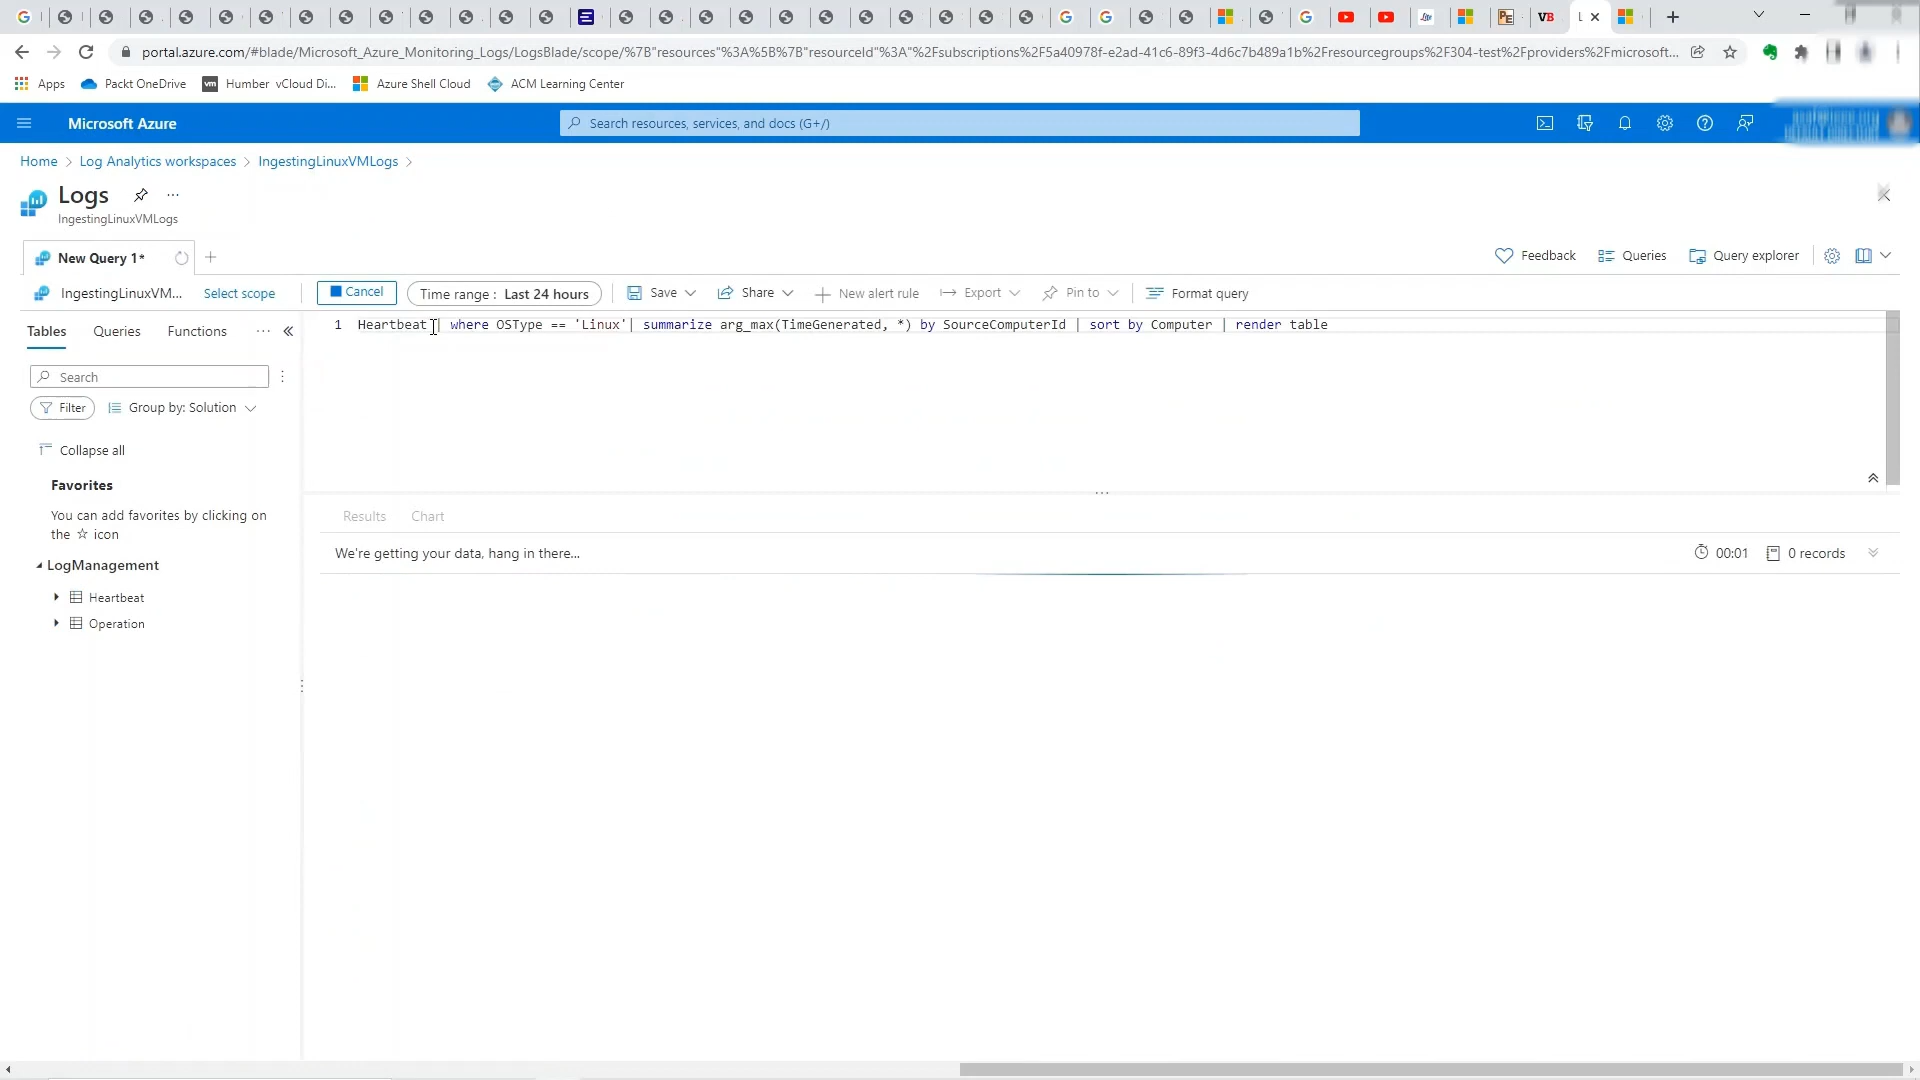 portal.azure.com/#blade/Microsoft_Azure_Monitoring_Logs/LogsBlade/scope/%7B"resources"%3A%5B%7B"resourceId"%3A"%2Fsubscriptions%2F5a40978f-e2ad-41c6-89f3-4d6c7b489a1b%2Fresourcegroups%2F304-test%2Fproviders%2Fmicrosoft...
Apps Packt OneDrive vm Humber vCloud Di... Azure Shell Cloud ACM Learning Center
Microsoft Azure
Search resources, services, and docs (G+/)
Home > Log Analytics workspaces > IngestingLinuxVMLogs >
Logs ...
IngestingLinuxVMLogs
New Query 1*
Feedback Queries Query explorer
IngestingLinuxVM... Select scope
Cancel Time range : Last 24 hours Save Share New alert rule Export Pin to Format query
Tables Queries Functions ...
1 Heartbeat | where OSType == 'Linux'| summarize arg_max(TimeGenerated, *) by SourceComputerId | sort by Computer | render table
Search
Filter Group by: Solution
Collapse all
Favorites
You can add favorites by clicking on
the ☆ icon
LogManagement
Heartbeat
Operation
Results Chart
We're getting your data, hang in there...
00:01 0 records